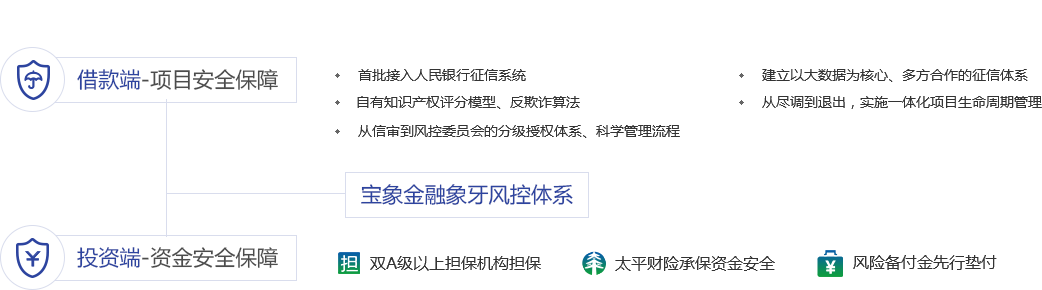 借款端-项目安全保障
首批接入人民银行征信系统
建立以大数据为核心、多方合作的征信体系
自有知识产权评分模型、反欺诈算法
从尽调到退出，实施一体化项目生命周期管理
从信审到风控委员会的分级授权体系、科学管理流程
宝象金融象牙风控体系
投资端-资金安全保障
担 双A级以上担保机构担保
太平财险承保资金安全
¥ 风险备付金先行垫付